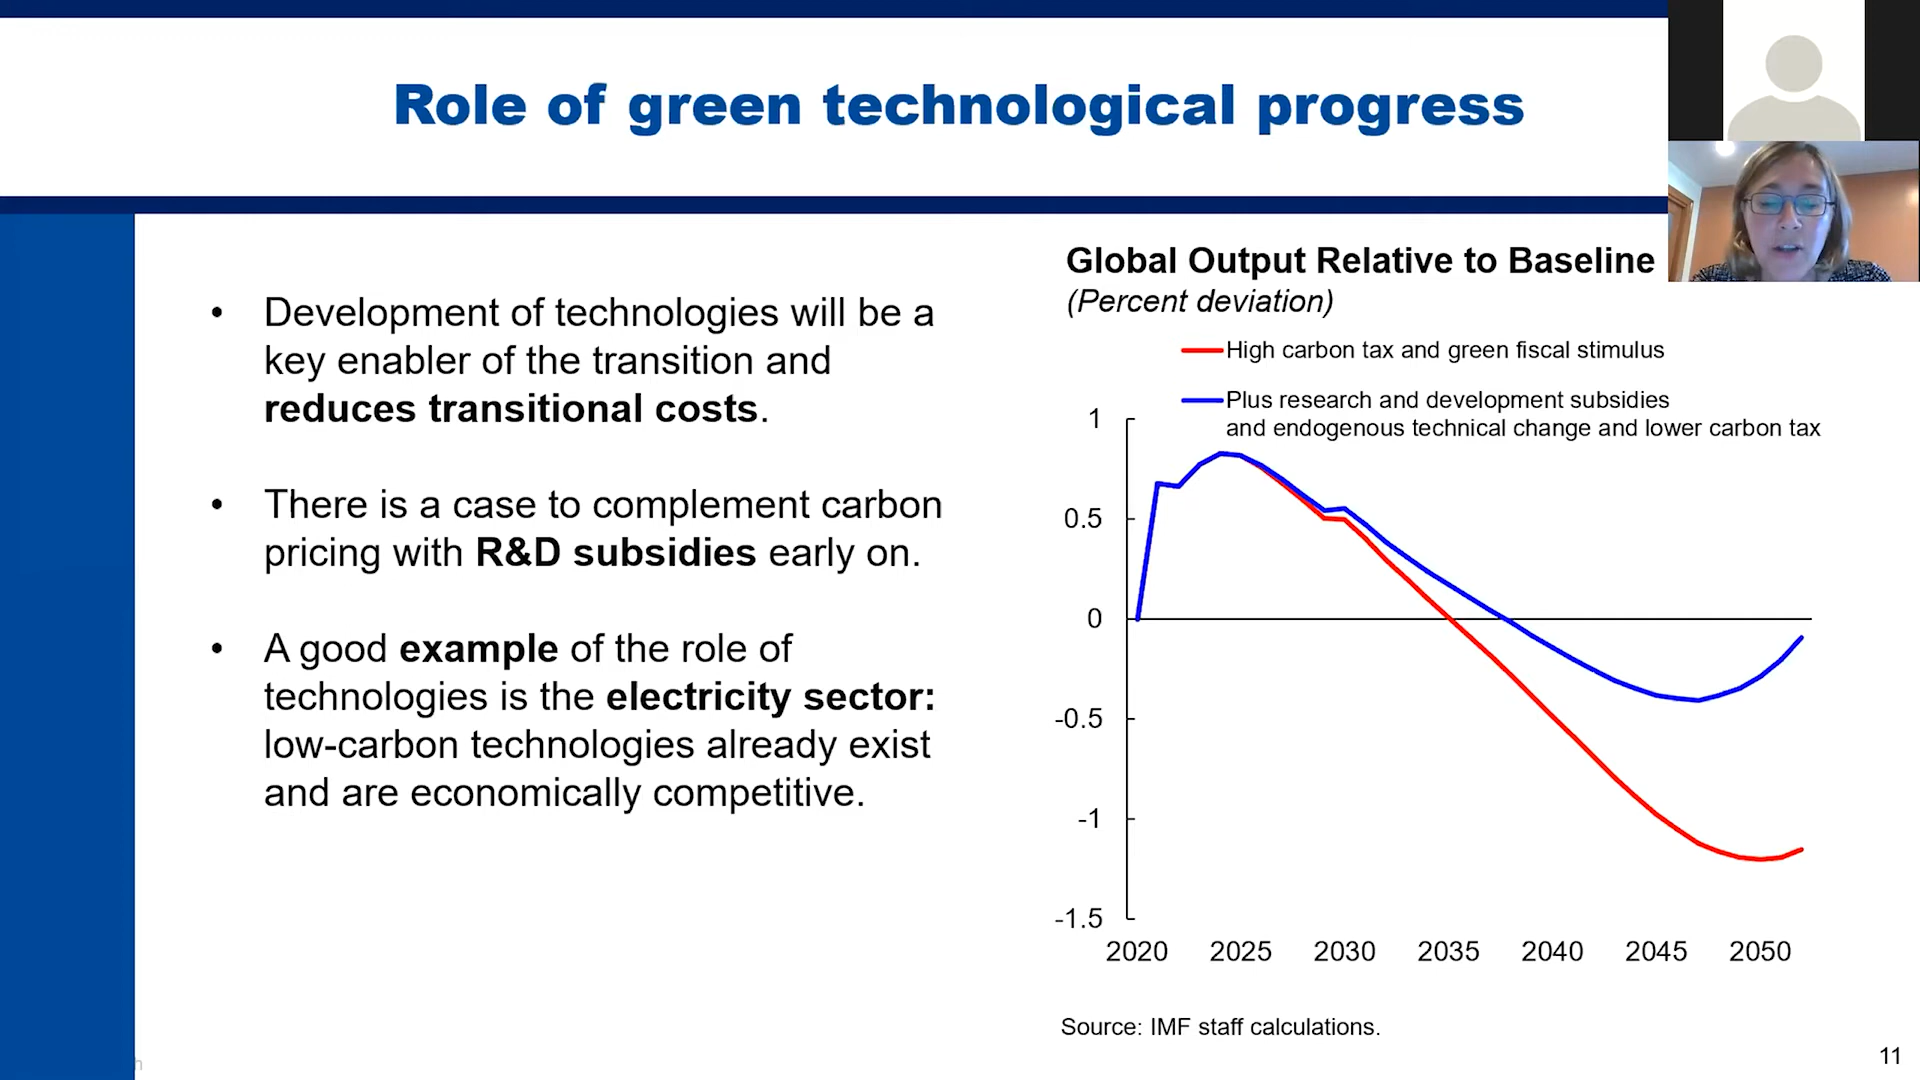 Role of green technological progress
• Development of technologies will be a
key enabler of the transition and
reduces transitional costs.
• There is a case to complement carbon
pricing with R&D subsidies early on.
• A good example of the role of
technologies is the electricity sector:
low-carbon technologies already exist
and are economically competitive.
Global Output Relative to Baseline
(Percent deviation)
High carbon tax and green fiscal stimulus
Plus research and development subsidies
and endogenous technical change and lower carbon tax
1
0.5
0
-0.5
-1
-1.5
2020 2025 2030 2035 2040 2045 2050
Source: IMF staff calculations.
h
11